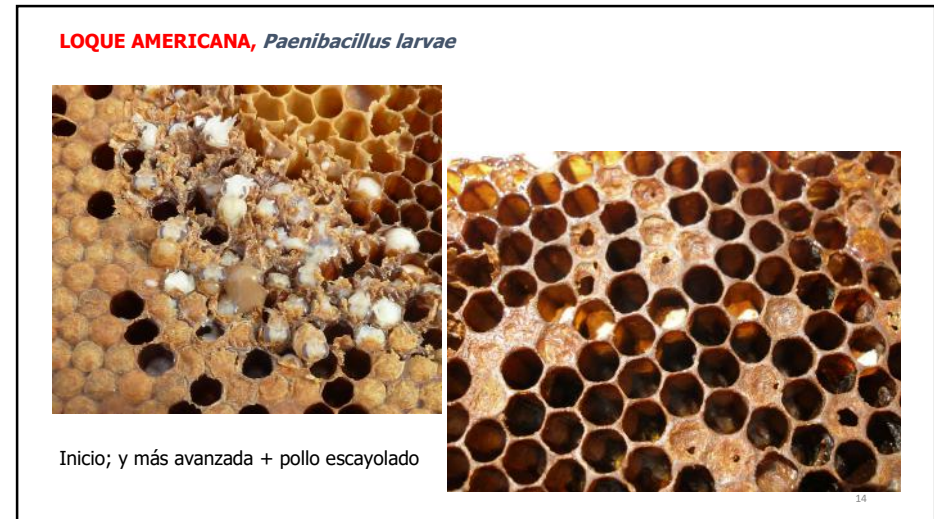 LOQUE AMERICANA, Paenibacillus larvae
Inicio; y más avanzada + pollo escayolado
14